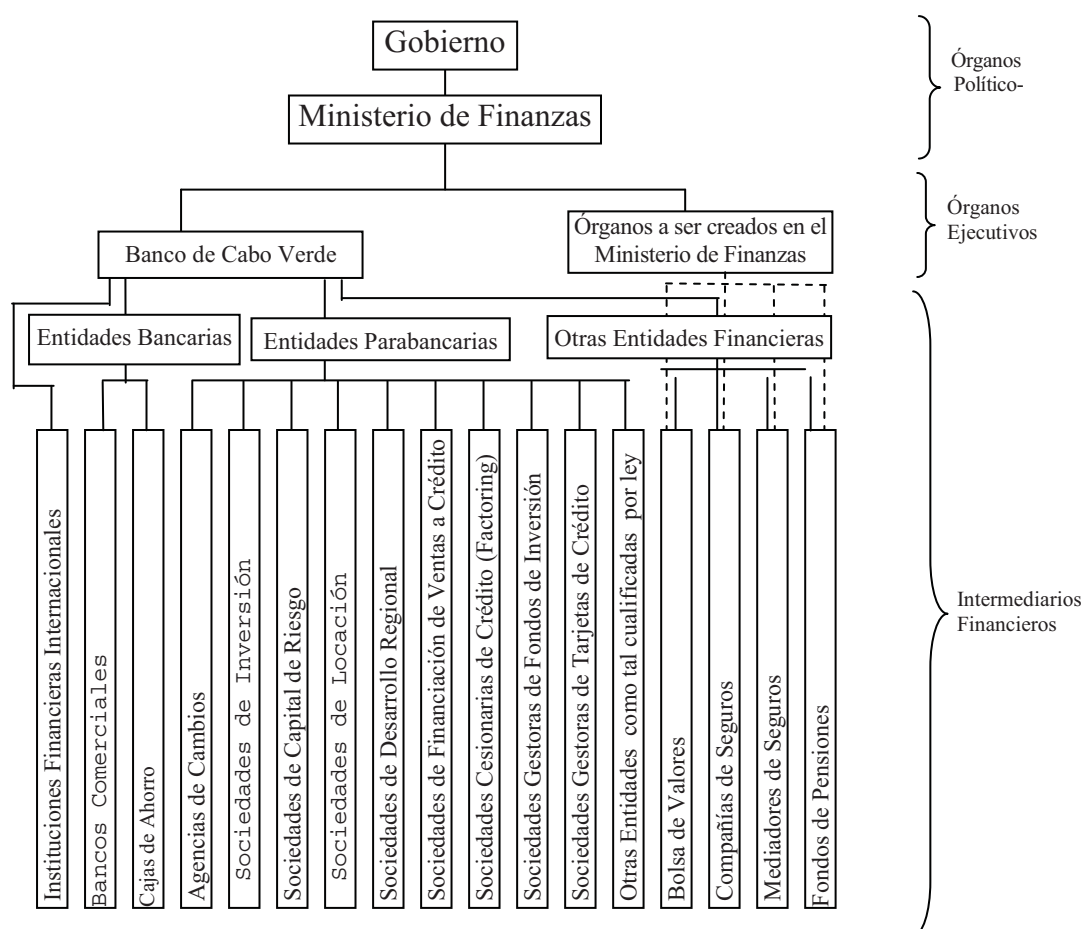 Gobierno
Ministerio de Finanzas
Órganos
Político-
Banco de Cabo Verde
Órganos a ser creados en el
Ministerio de Finanzas
Órganos
Ejecutivos
Entidades Bancarias
Entidades Parabancarias
Otras Entidades Financieras
Instituciones Financieras Internacionales
Bancos Comerciales
Cajas de Ahorro
Agencias de Cambios
Sociedades de Inversión
Sociedades de Capital de Riesgo
Sociedades de Locación
Sociedades de Desarrollo Regional
Sociedades de Financiación de Ventas a Crédito
Sociedades Cesionarias de Crédito (Factoring)
Sociedades Gestoras de Fondos de Inversión
Sociedades Gestoras de Tarjetas de Crédito
Otras Entidades como tal cualificadas por ley
Bolsa de Valores
Compañías de Seguros
Mediadores de Seguros
Fondos de Pensiones
Intermediarios
Financieros